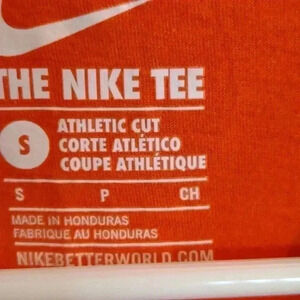 THE NIKE TEE
S
ATHLETIC CUT
CORTE ATLÉTICO
COUPE ATHLÉTIQUE
S P CH
MADE IN HONDURAS
FABRIQUE AU HONDURAS
NIKEBETTERWORLD.COM